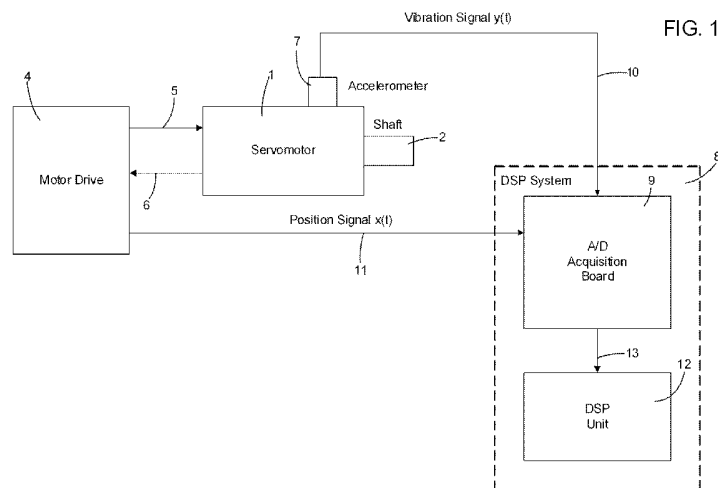 Vibration Signal y(t)
FIG. 1
7
10
4
1
Accelerometer
5
Shaft
2
Servomotor
Motor Drive
6
8
DSP System
9
Position Signal x(t)
11
A/D
Acquisition
Board
13
12
DSP
Unit